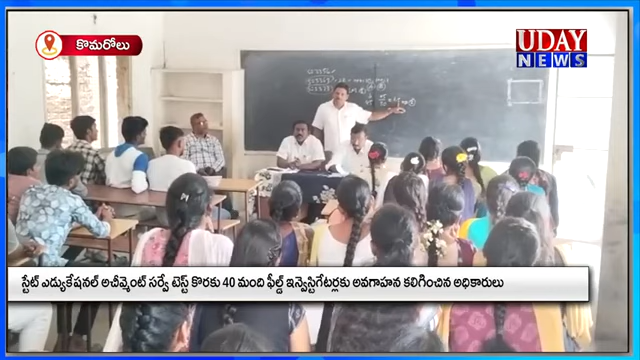 కొమరోలు
UDAY
NEWS
స్టేట్ ఎడ్యుకేషనల్ అచీవ్మెంట్ సర్వే టెస్ట్ కొరకు 40 మంది ఫీల్డ్ ఇన్వెస్టిగేటర్లకు అవగాహన కలిగించిన అధికారులు